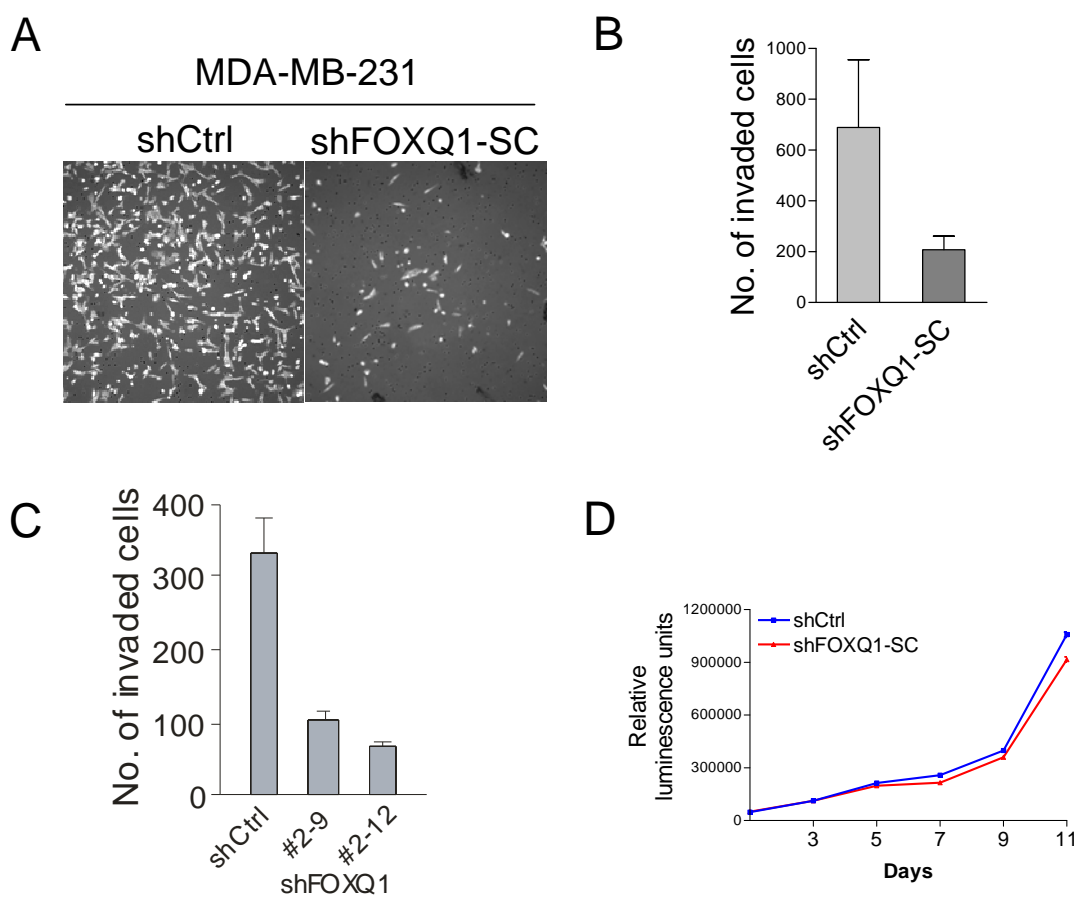 A
MDA-MB-231
shCtrl
shFOXQ1-SC
B
No. of invaded cells
1000
800
600
400
200
0
shCtrl
shFOXQ1-SC
C
No. of invaded cells
400
300
200
100
0
shCtrl
#2-9
#2-12
shFOXQ1
D
Relative
luminescence units
1200000
900000
600000
300000
0
shCtrl
shFOXQ1-SC
3 5 7 9 11
Days